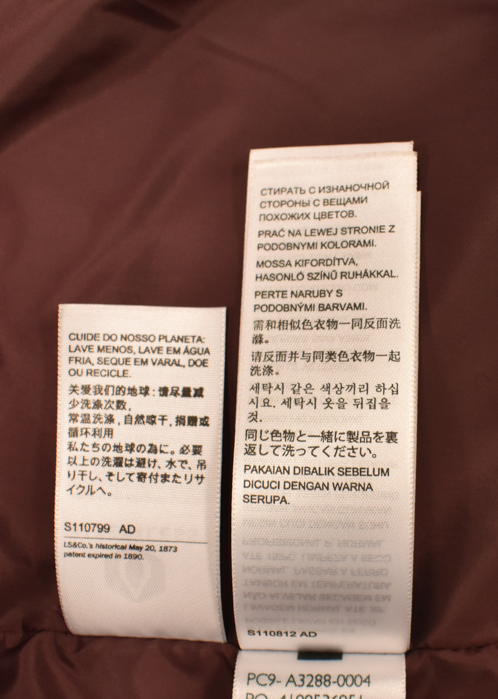 CUIDE DO NOSSO PLANETA:
LAVE MENOS, LAVE EM ÁGUA
FRIA, SEQUE EM VARAL, DOE
OU RECICLE.
关爱我们的地球:请尽量减
少洗涤次数,
常温洗涤,自然晾干,捐赠或
循环利用
私たちの地球の為に。必要
以上の洗濯は避け、水で、吊
り干し、そして寄付またリサ
イクルへ。
S110799 AD
LS&Co.'s historical May 20, 1873
patent expired in 1890.
СТИРАТЬ С ИЗНАНОЧНОЙ
СТОРОНЫ С ВЕЩАМИ
ПОХОЖИХ ЦВЕТОВ.
PRAĆ NA LEWEJ STRONIE Z
PODOBNYMI KOLORAMI.
MOSSA KIFORDÍTVA,
HASONLÓ SZÍNŰ RUHÁKKAL.
PERTE NARUBY S
PODOBNÝMI BARVAMI.
需和相似色衣物一同反面洗
滌。
请反面并与同类色衣物一起
洗涤。
세탁시 같은 색상끼리 하십
시요. 세탁시 옷을 뒤집을
것.
同じ色物と一緒に製品を裏
返して洗ってください。
PAKAIAN DIBALIK SEBELUM
DICUCI DENGAN WARNA
SERUPA.
S110812 AD
PC9- A3288-0004